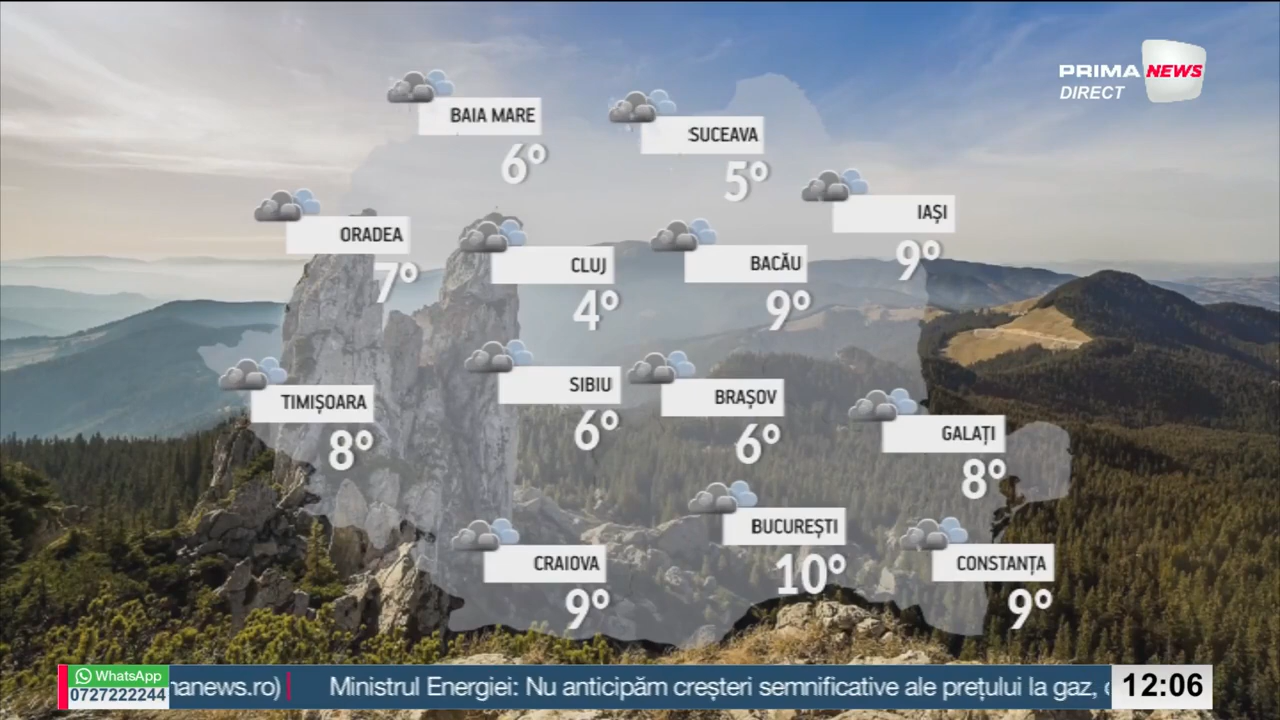 PRIMA NEWS
DIRECT
BAIA MARE
6°
SUCEAVA
5°
IAȘI
9°
ORADEA
7°
CLUJ
4°
BACĂU
9°
TIMIȘOARA
8°
SIBIU
6°
BRAȘOV
6°
GALAȚI
8°
CRAIOVA
9°
BUCUREȘTI
10°
CONSTANȚA
9°
WhatsApp
0727222244
manews.ro) | Ministrul Energiei: Nu anticipăm creșteri semnificative ale prețului la gaz,
12:06